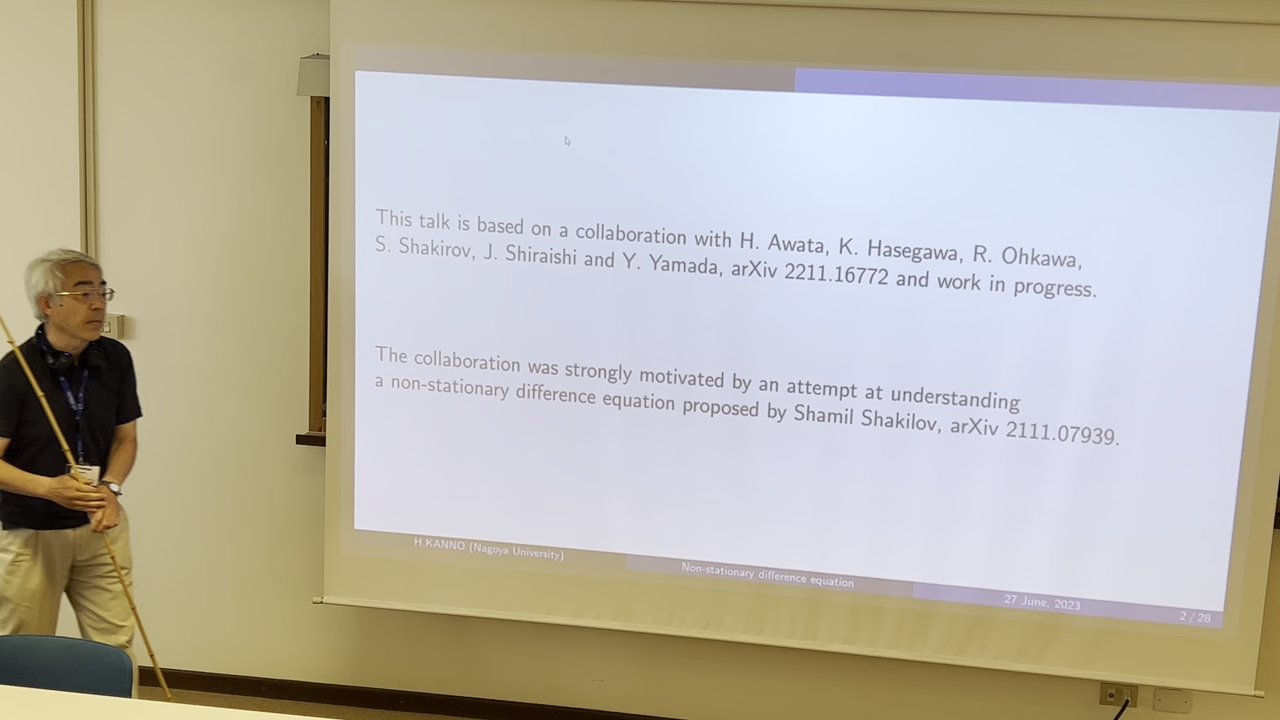 This talk is based on a collaboration with H. Awata, K. Hasegawa, R. Ohkawa,
S. Shakirov, J. Shiraishi and Y. Yamada, arXiv 2211.16772 and work in progress.
The collaboration was strongly motivated by an attempt at understanding
a non-stationary difference equation proposed by Shamil Shakilov, arXiv 2111.07939.
H.KANNO (Nagoya University)
Non-stationary difference equation
27 June, 2023
2 / 28